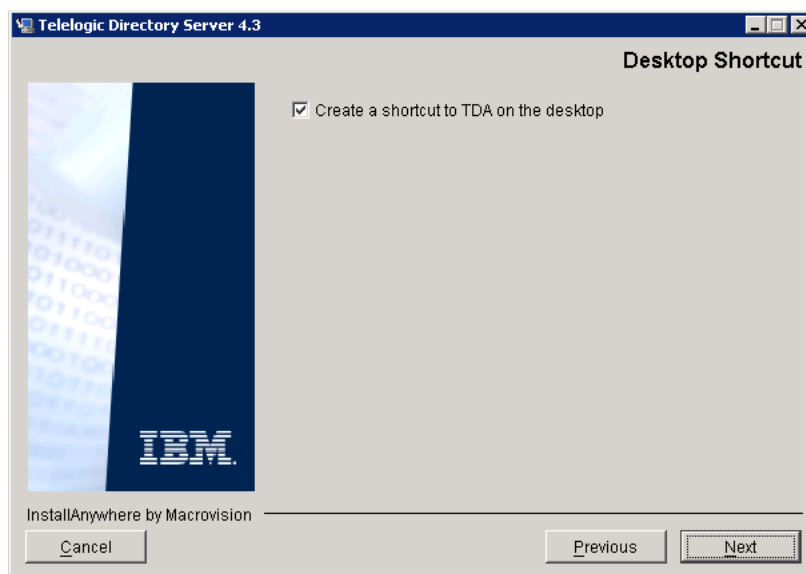 Telelogic Directory Server 4.3
Desktop Shortcut
Create a shortcut to TDA on the desktop
IBM.
InstallAnywhere by Macrovision
Cancel
Previous
Next